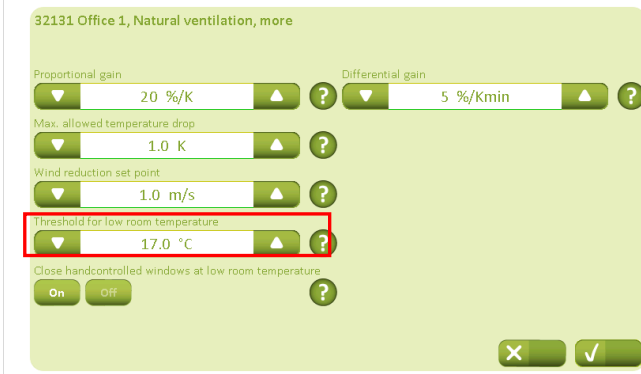 32131 Office 1, Natural ventilation, more
Proportional gain
Differential gain
20 %/K
?
5 %/Kmin
?
Max. allowed temperature drop
1.0 K
?
Wind reduction set point
1.0 m/s
?
Threshold for low room temperature
17.0 °C
?
Close handcontrolled windows at low room temperature
On
Off
?